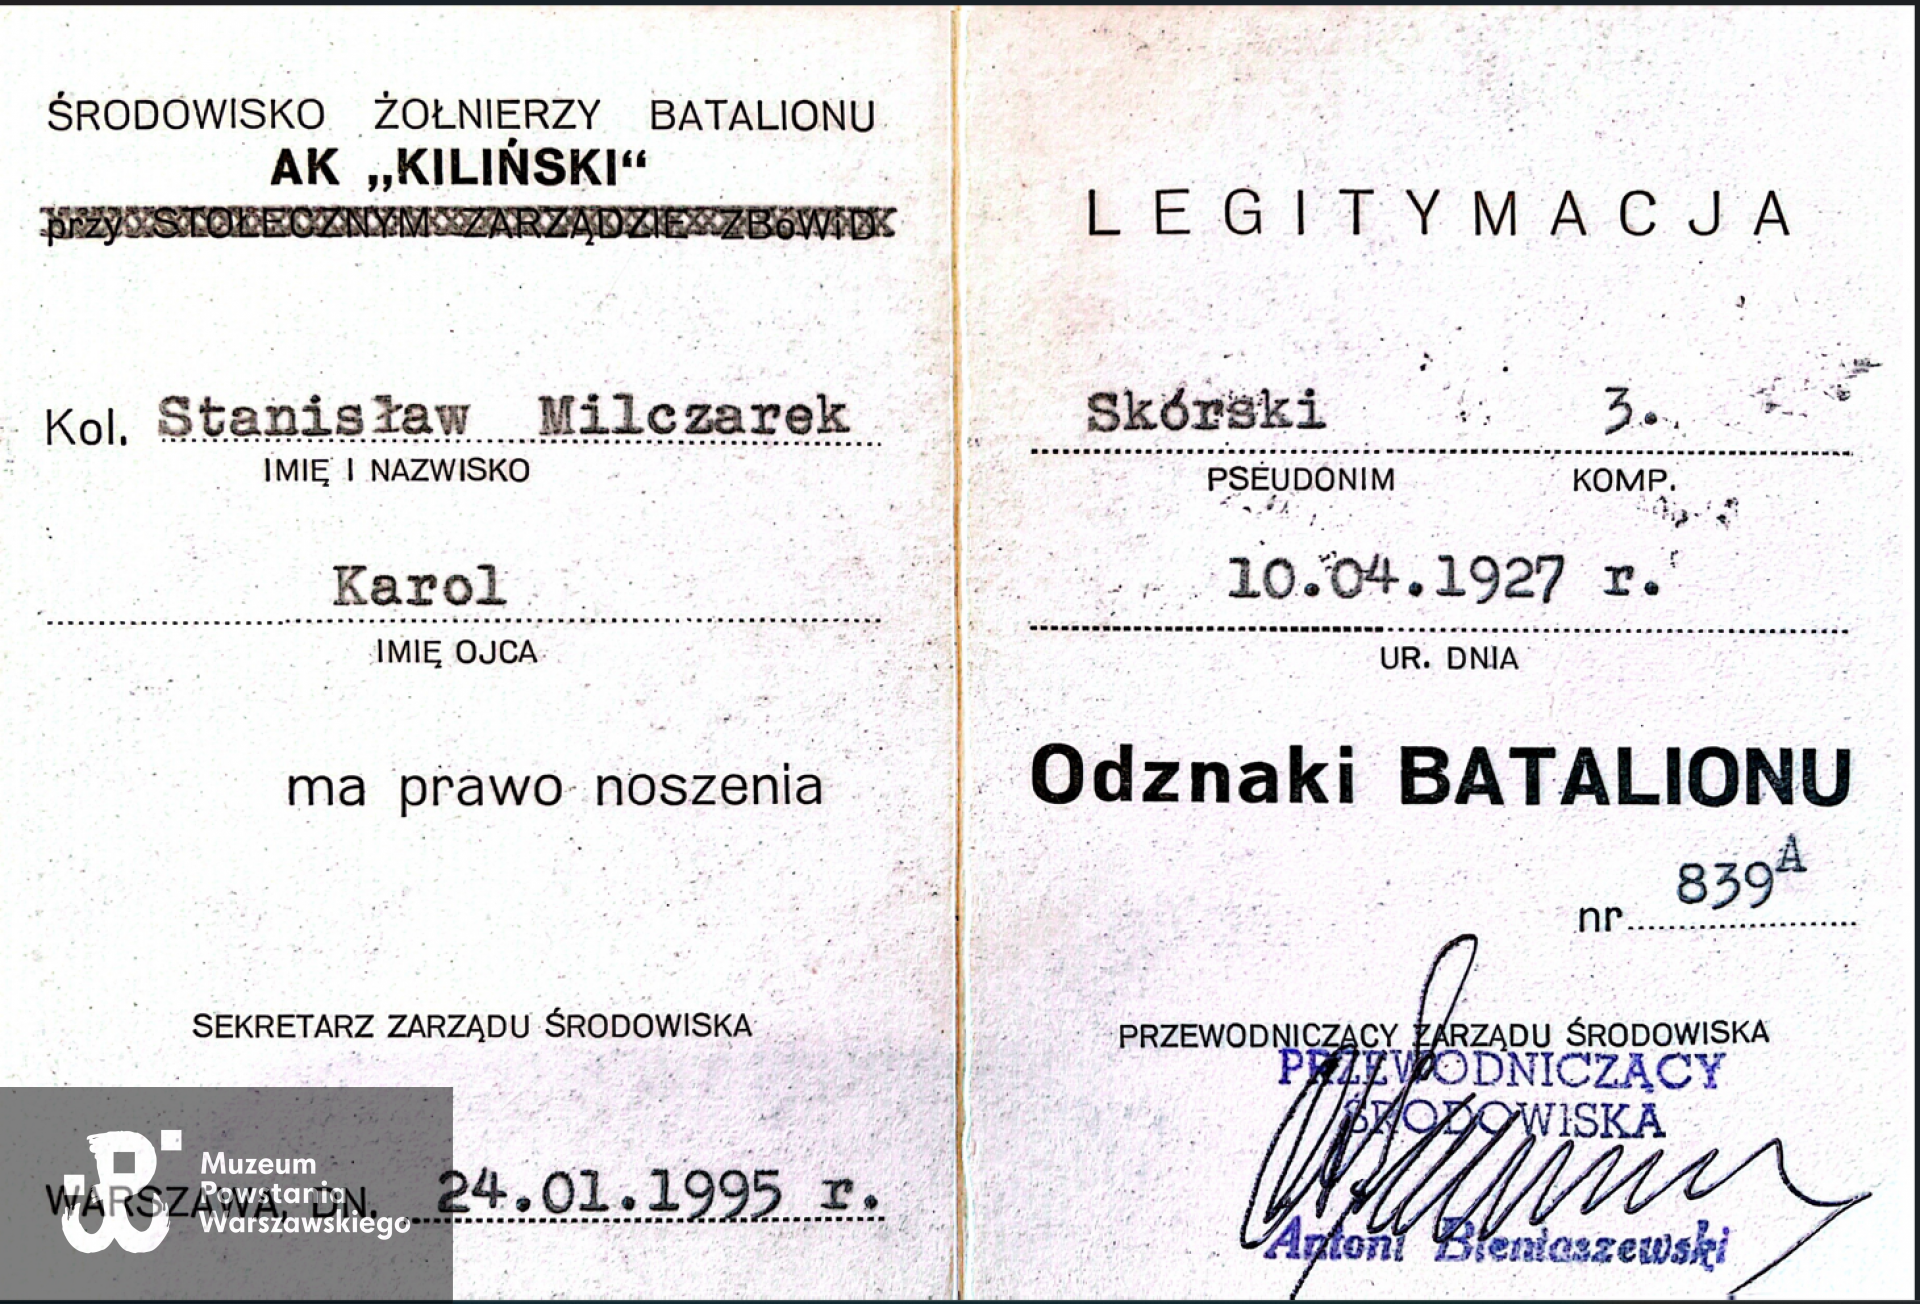 ŚRODOWISKO ŻOŁNIERZY BATALIONU
AK „KILIŃSKI“
przy STOŁECZNYM ZARZĄDZIE ZBoWiD
Kol. Stanisław Milczarek
IMIĘ I NAZWISKO
Karol
IMIĘ OJCA
ma prawo noszenia
SEKRETARZ ZARZĄDU ŚRODOWISKA
WARSZAWA, DN. 24.01.1995 r.
Muzeum
Powstania
Warszawskiego
LEGITYMACJA
Skórski 3.
PSEUDONIM KOMP.
10.04.1927 r.
UR. DNIA
Odznaki BATALIONU
nr 839A
PRZEWODNICZĄCY ZARZĄDU ŚRODOWISKA
PRZEWODNICZĄCY
ŚRODOWISKA
Antoni Bieniaszewski